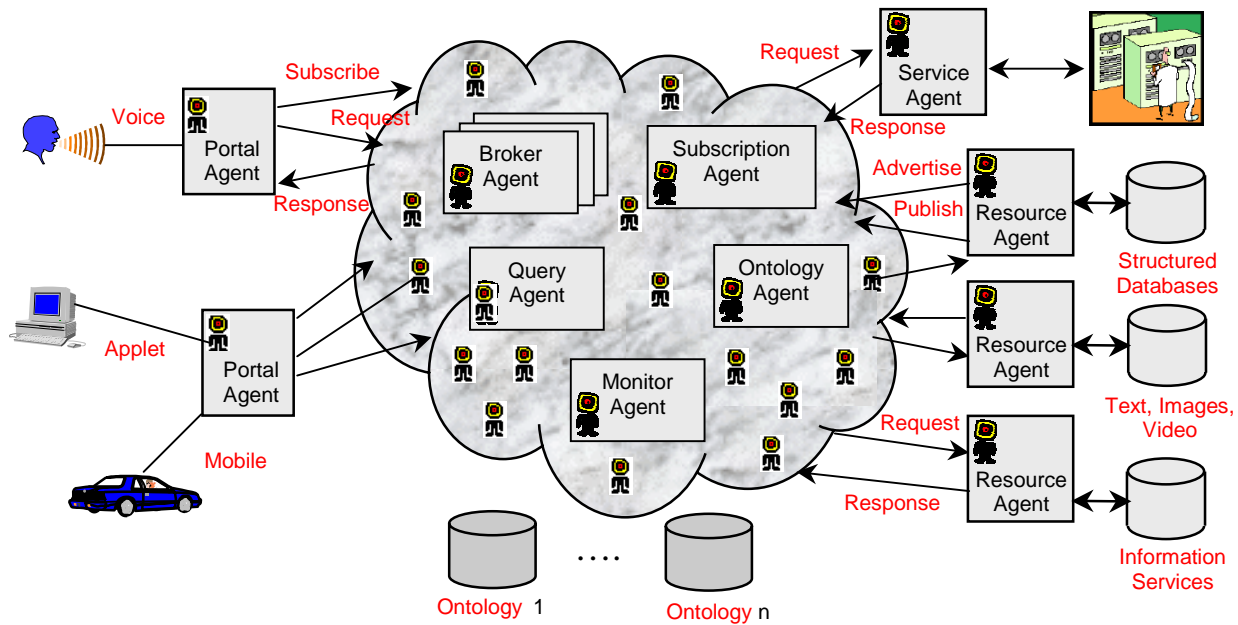 Subscribe
Voice
Request
Portal
Agent
Response
Broker
Agent
Subscription
Agent
Request
Service
Agent
Response
Advertise
Publish
Resource
Agent
Structured
Databases
Query
Agent
Ontology
Agent
Applet
Portal
Agent
Mobile
Monitor
Agent
Resource
Agent
Text, Images,
Video
Request
Response
Resource
Agent
Information
Services
....
Ontology 1
Ontology n